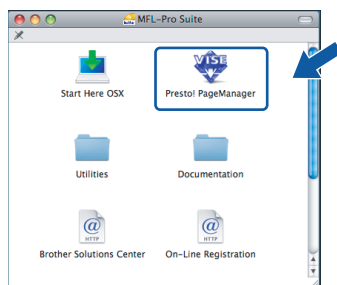 MFL-Pro Suite
VISE
Start Here OSX
Presto! PageManager
Utilities
Documentation
@
HTTP
@
HTTP
Brother Solutions Center
On-Line Registration